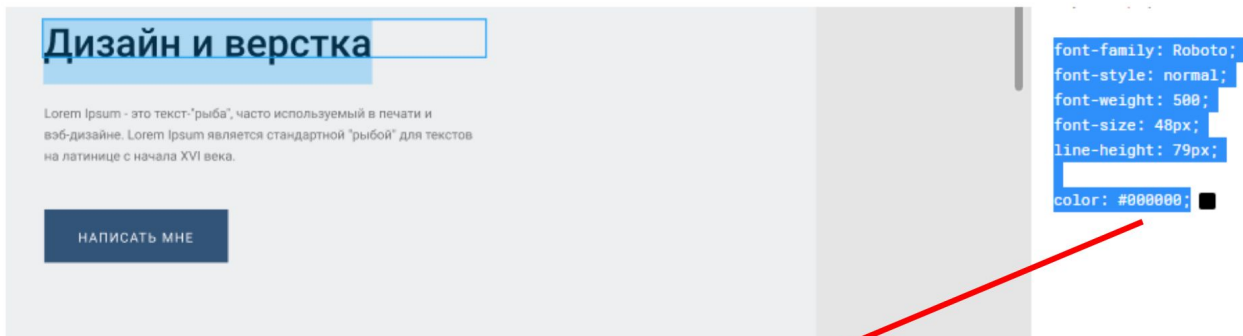 Дизайн и верстка
Lorem Ipsum - это текст-"рыба", часто используемый в печати и
вэб-дизайне. Lorem Ipsum является стандартной "рыбой" для текстов
на латинице с начала XVI века.
НАПИСАТЬ МНЕ
font-family: Roboto;
font-style: normal;
font-weight: 500;
font-size: 48px;
line-height: 79px;
color: #000000;